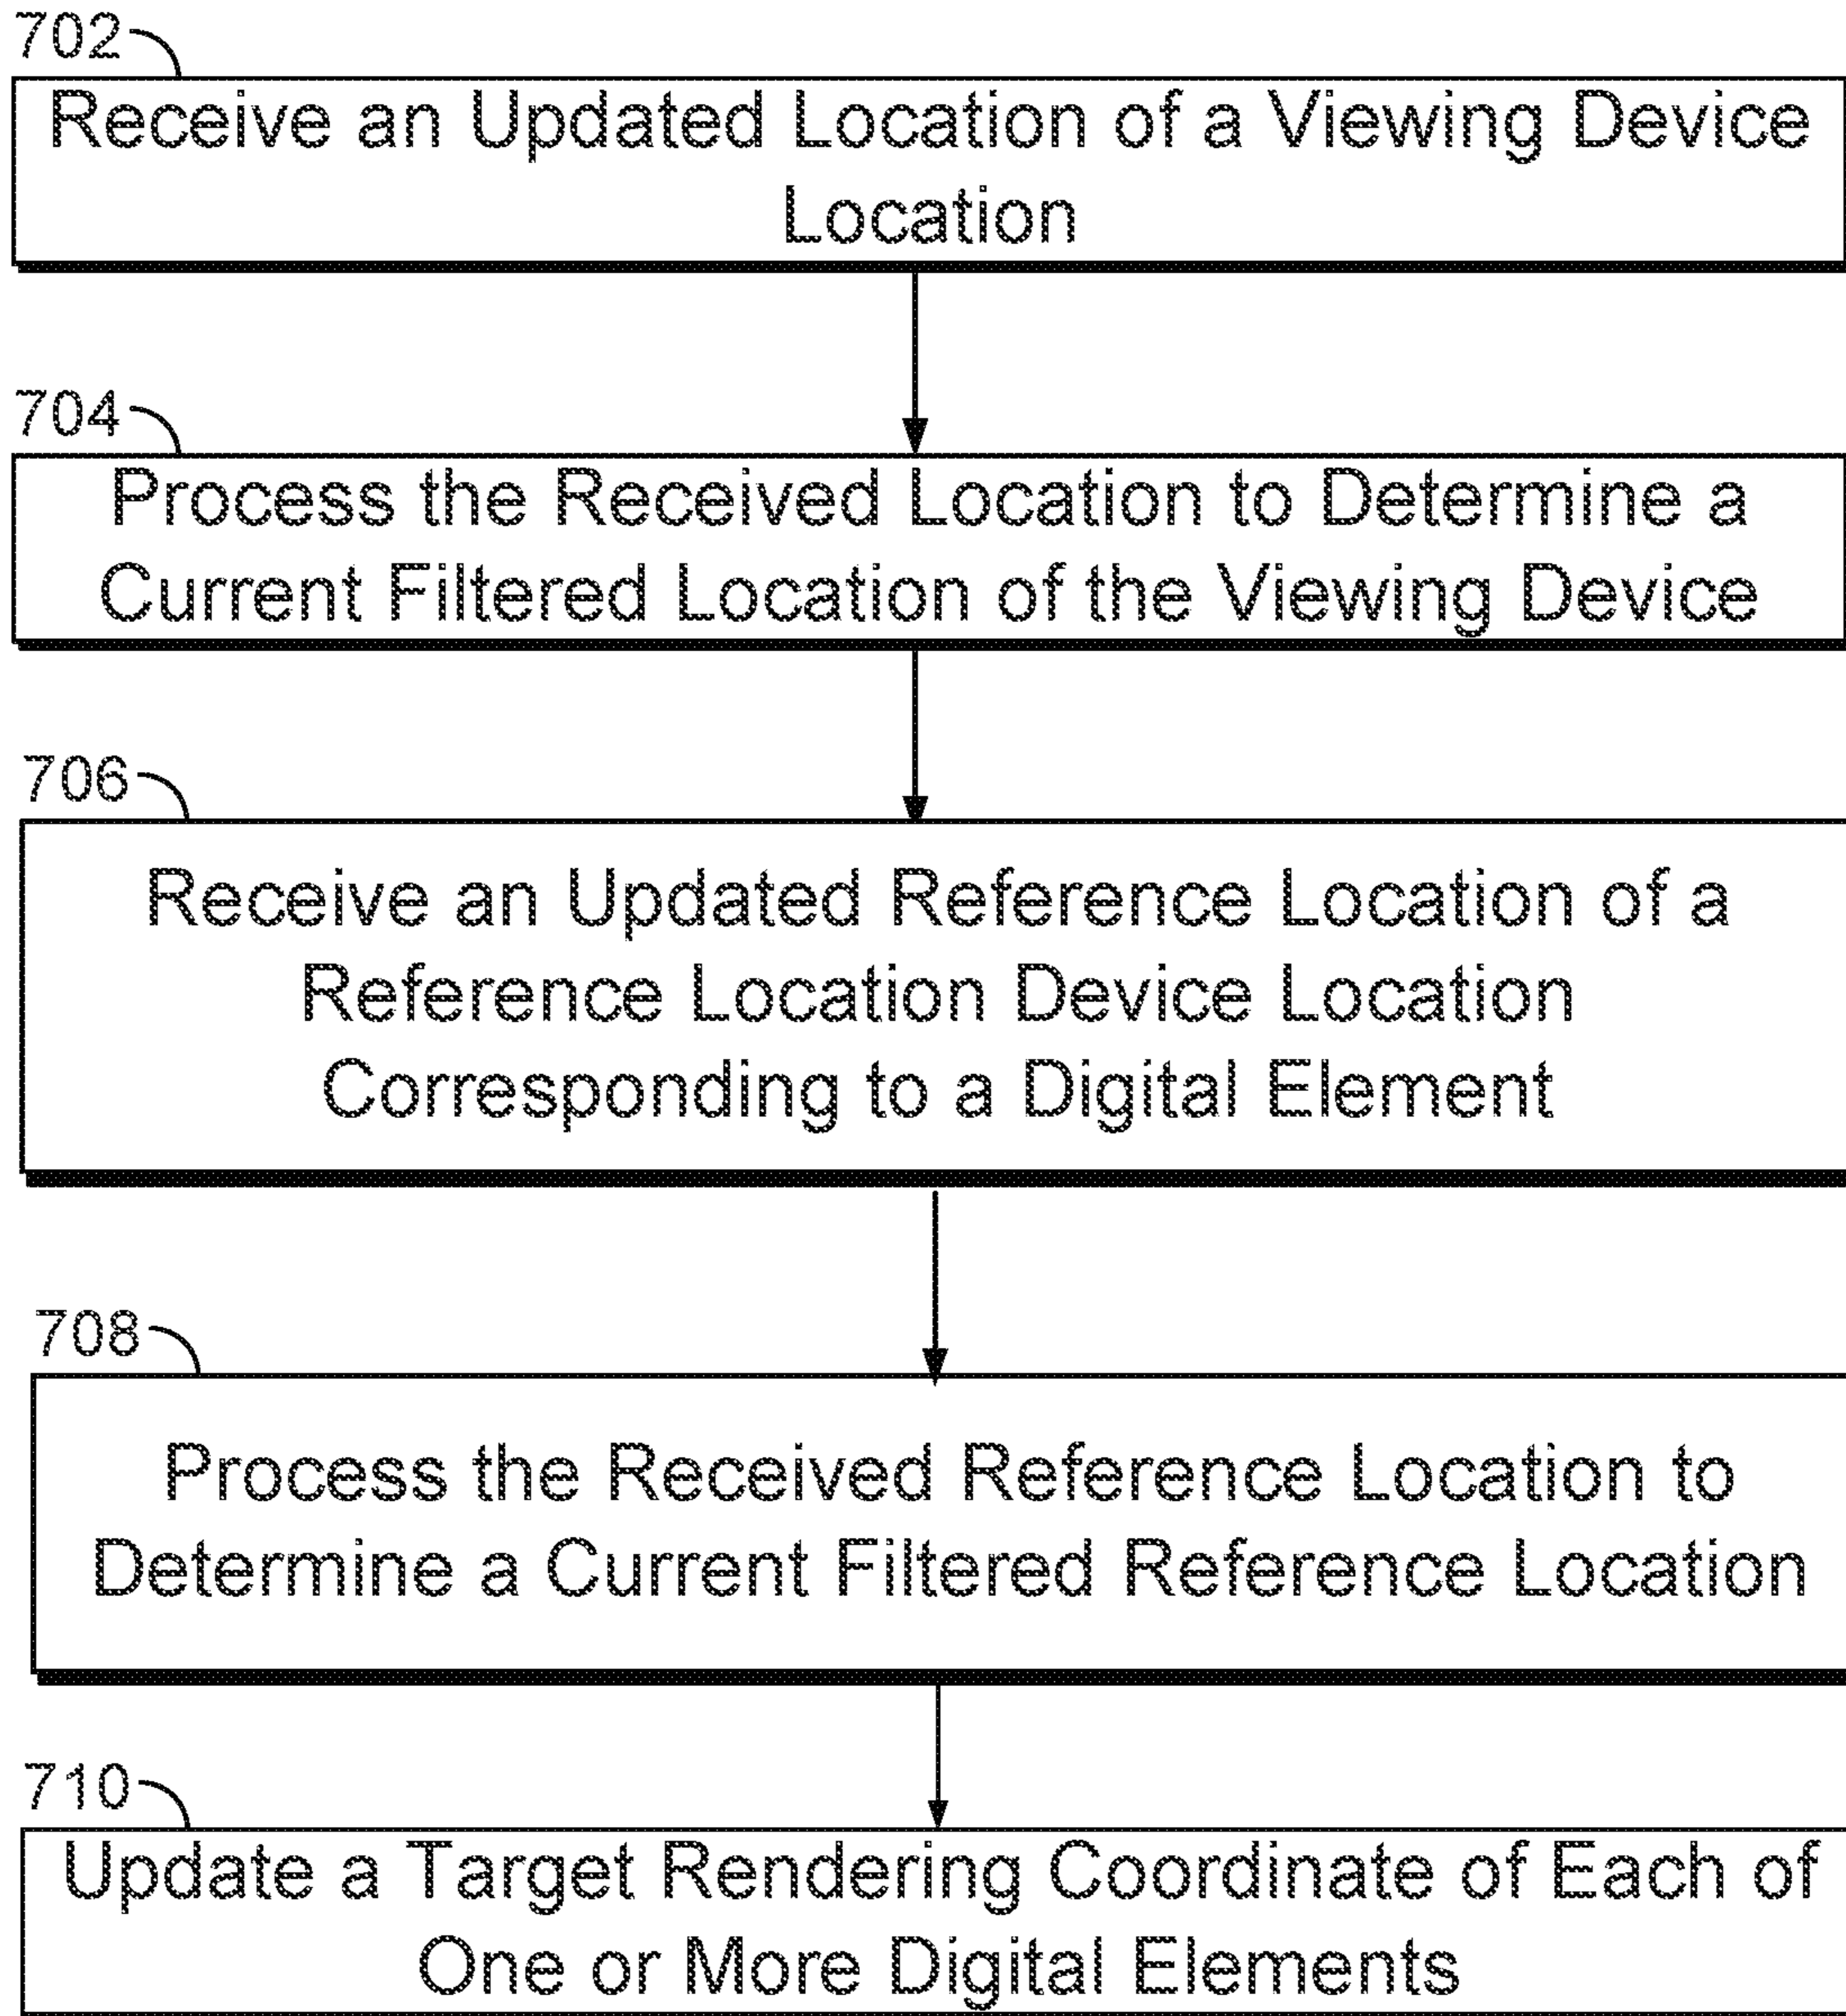 702
Receive an Updated Location of a Viewing Device
Location
704
Process the Received Location to Determine a
Current Filtered Location of the Viewing Device
706
Receive an Updated Reference Location of a
Reference Location Device Location
Corresponding to a Digital Element
708
Process the Received Reference Location to
Determine a Current Filtered Reference Location
710
Update a Target Rendering Coordinate of Each of
One or More Digital Elements